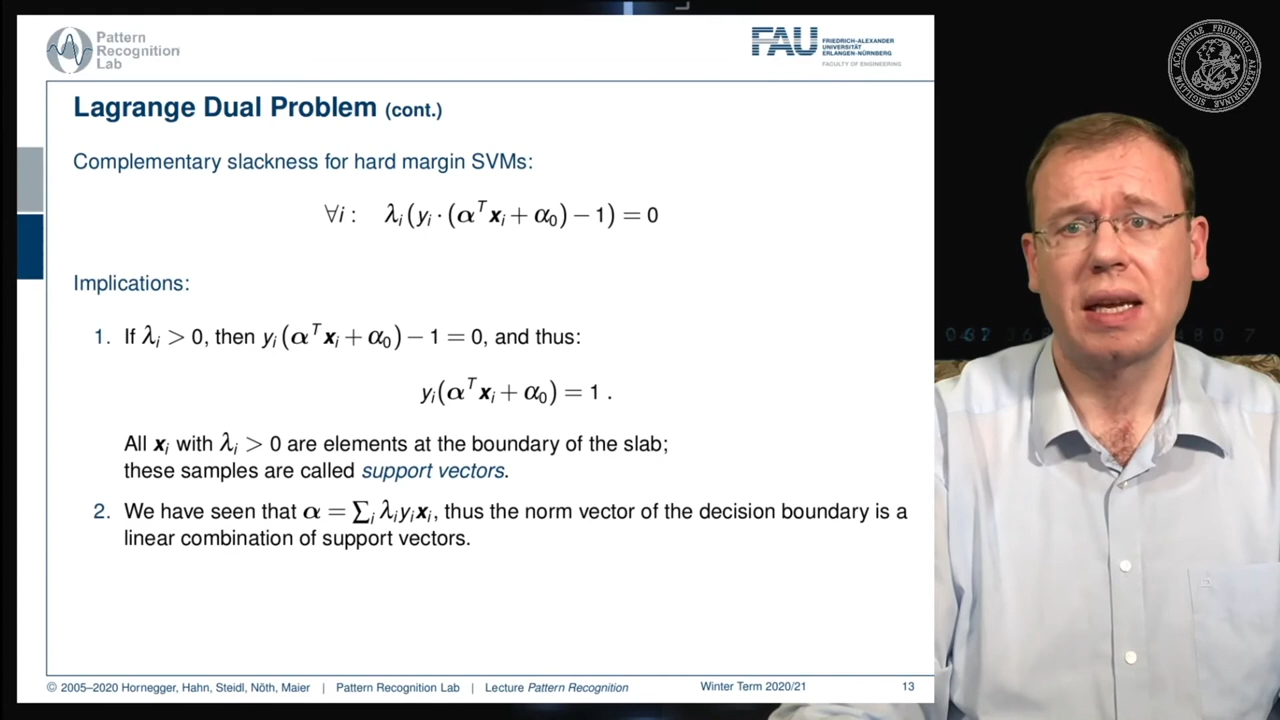 Pattern
Recognition
Lab
FAU
FRIEDRICH-ALEXANDER
UNIVERSITÄT
ERLANGEN-NÜRNBERG
FACULTY OF ENGINEERING
Lagrange Dual Problem (cont.)
Complementary slackness for hard margin SVMs:
∀i : λᵢ(yᵢ · (αᵀxᵢ + α₀) − 1) = 0
Implications:
1. If λᵢ > 0, then yᵢ(αᵀxᵢ + α₀) − 1 = 0, and thus:
yᵢ(αᵀxᵢ + α₀) = 1 .
All xᵢ with λᵢ > 0 are elements at the boundary of the slab;
these samples are called support vectors.
2. We have seen that α = ∑ᵢ λᵢyᵢxᵢ, thus the norm vector of the decision boundary is a
linear combination of support vectors.
© 2005–2020 Hornegger, Hahn, Steidl, Nöth, Maier | Pattern Recognition Lab | Lecture Pattern Recognition Winter Term 2020/21 13